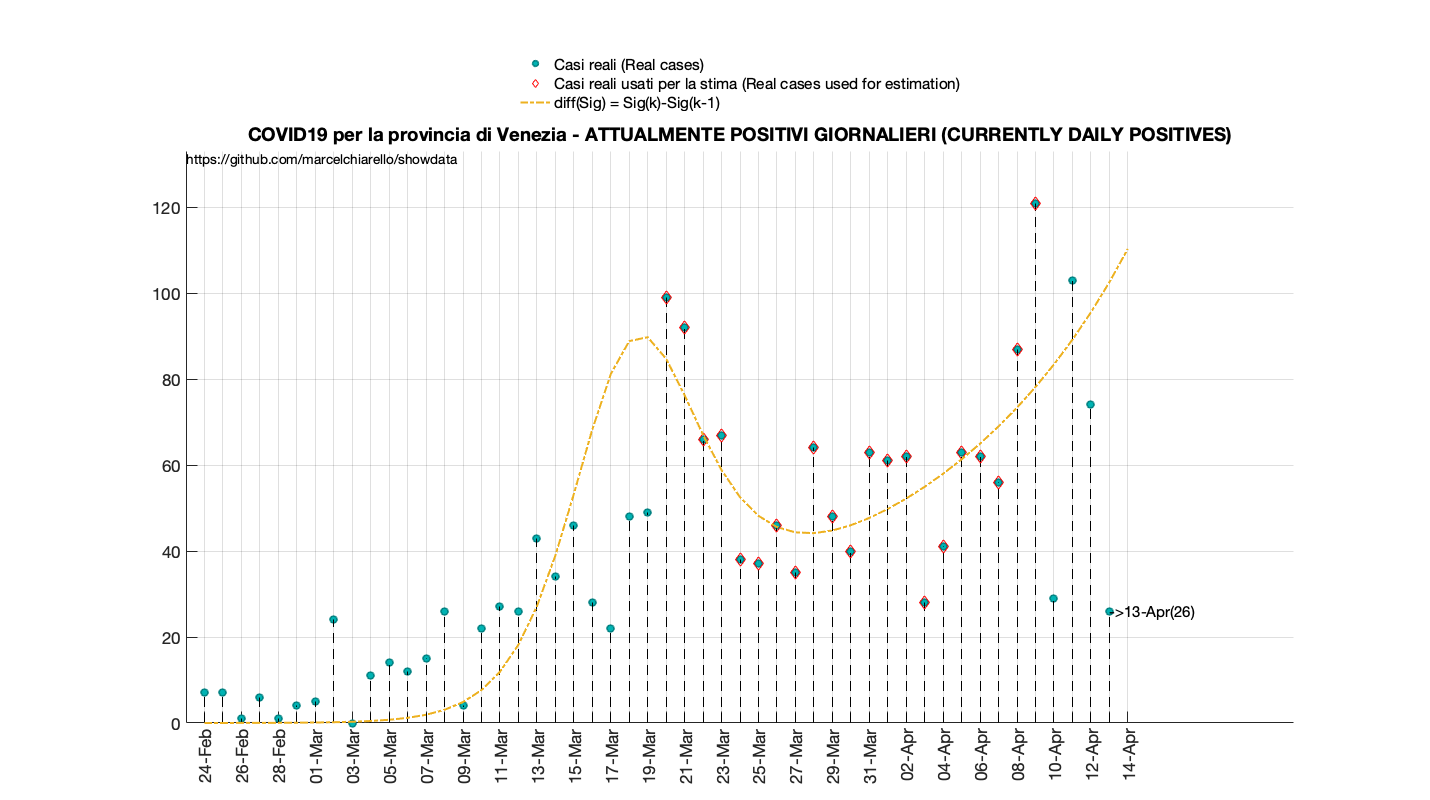 Casi reali (Real cases)
Casi reali usati per la stima (Real cases used for estimation)
diff(Sig) = Sig(k)-Sig(k-1)
COVID19 per la provincia di Venezia - ATTUALMENTE POSITIVI GIORNALIERI (CURRENTLY DAILY POSITIVES)
https://github.com/marcelchiarello/showdata
120
100
80
60
40
20
0
->13-Apr(26)
24-Feb
26-Feb
28-Feb
01-Mar
03-Mar
05-Mar
07-Mar
09-Mar
11-Mar
13-Mar
15-Mar
17-Mar
19-Mar
21-Mar
23-Mar
25-Mar
27-Mar
29-Mar
31-Mar
02-Apr
04-Apr
06-Apr
08-Apr
10-Apr
12-Apr
14-Apr